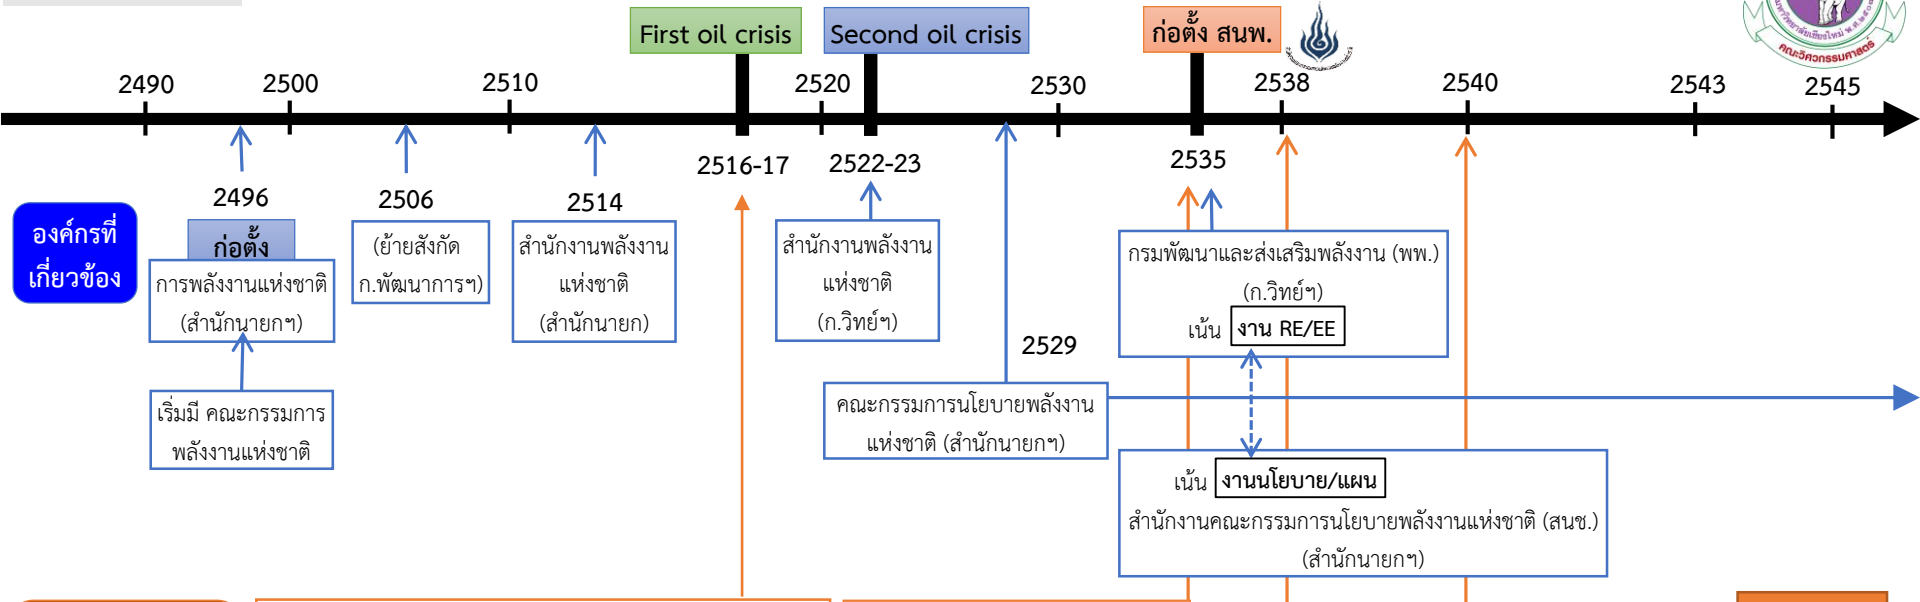 First oil crisis
Second oil crisis
ก่อตั้ง สนพ.
คณะวิศวกรรมศาสตร์
2490
2500
2510
2520
2530
2538
2540
2543
2545
2516-17
2522-23
2535
องค์กรที่
เกี่ยวข้อง
2496
ก่อตั้ง
การพลังงานแห่งชาติ
(สำนักนายกฯ)
เริ่มมี คณะกรรมการ
พลังงานแห่งชาติ
2506
(ย้ายสังกัด
ก.พัฒนาการฯ)
2514
สำนักงานพลังงาน
แห่งชาติ
(สำนักนายก)
สำนักงานพลังงาน
แห่งชาติ
(ก.วิทย์ฯ)
2529
คณะกรรมการนโยบายพลังงาน
แห่งชาติ (สำนักนายกฯ)
กรมพัฒนาและส่งเสริมพลังงาน (พพ.)
(ก.วิทย์ฯ)
เน้น งาน RE/EE
เน้น งานนโยบาย/แผน
สำนักงานคณะกรรมการนโยบายพลังงานแห่งชาติ (สนช.)
(สำนักนายกฯ)